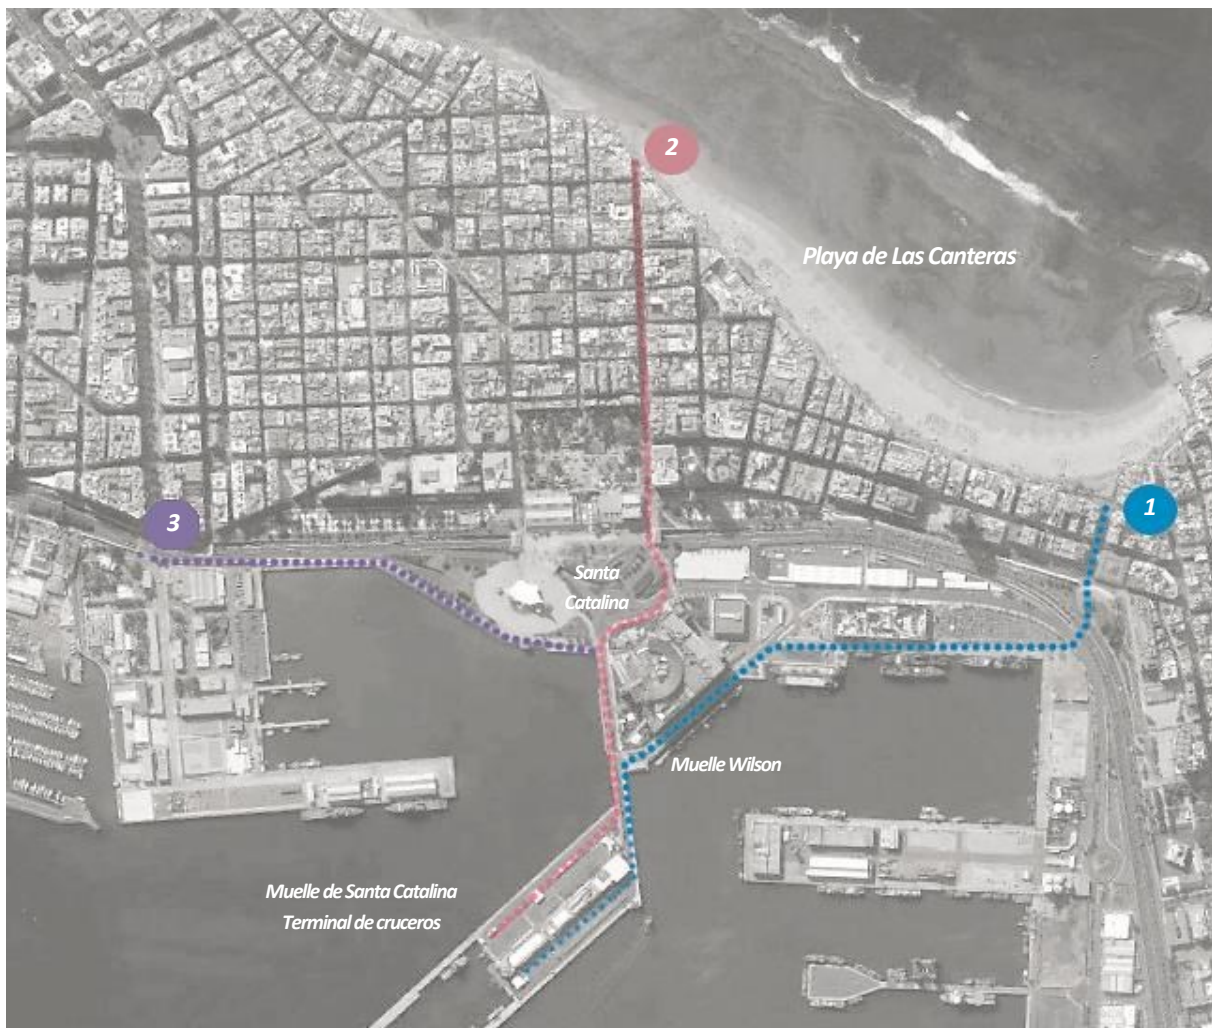 2
Playa de Las Canteras
1
3
Santa
Catalina
Muelle Wilson
Muelle de Santa Catalina
Terminal de cruceros